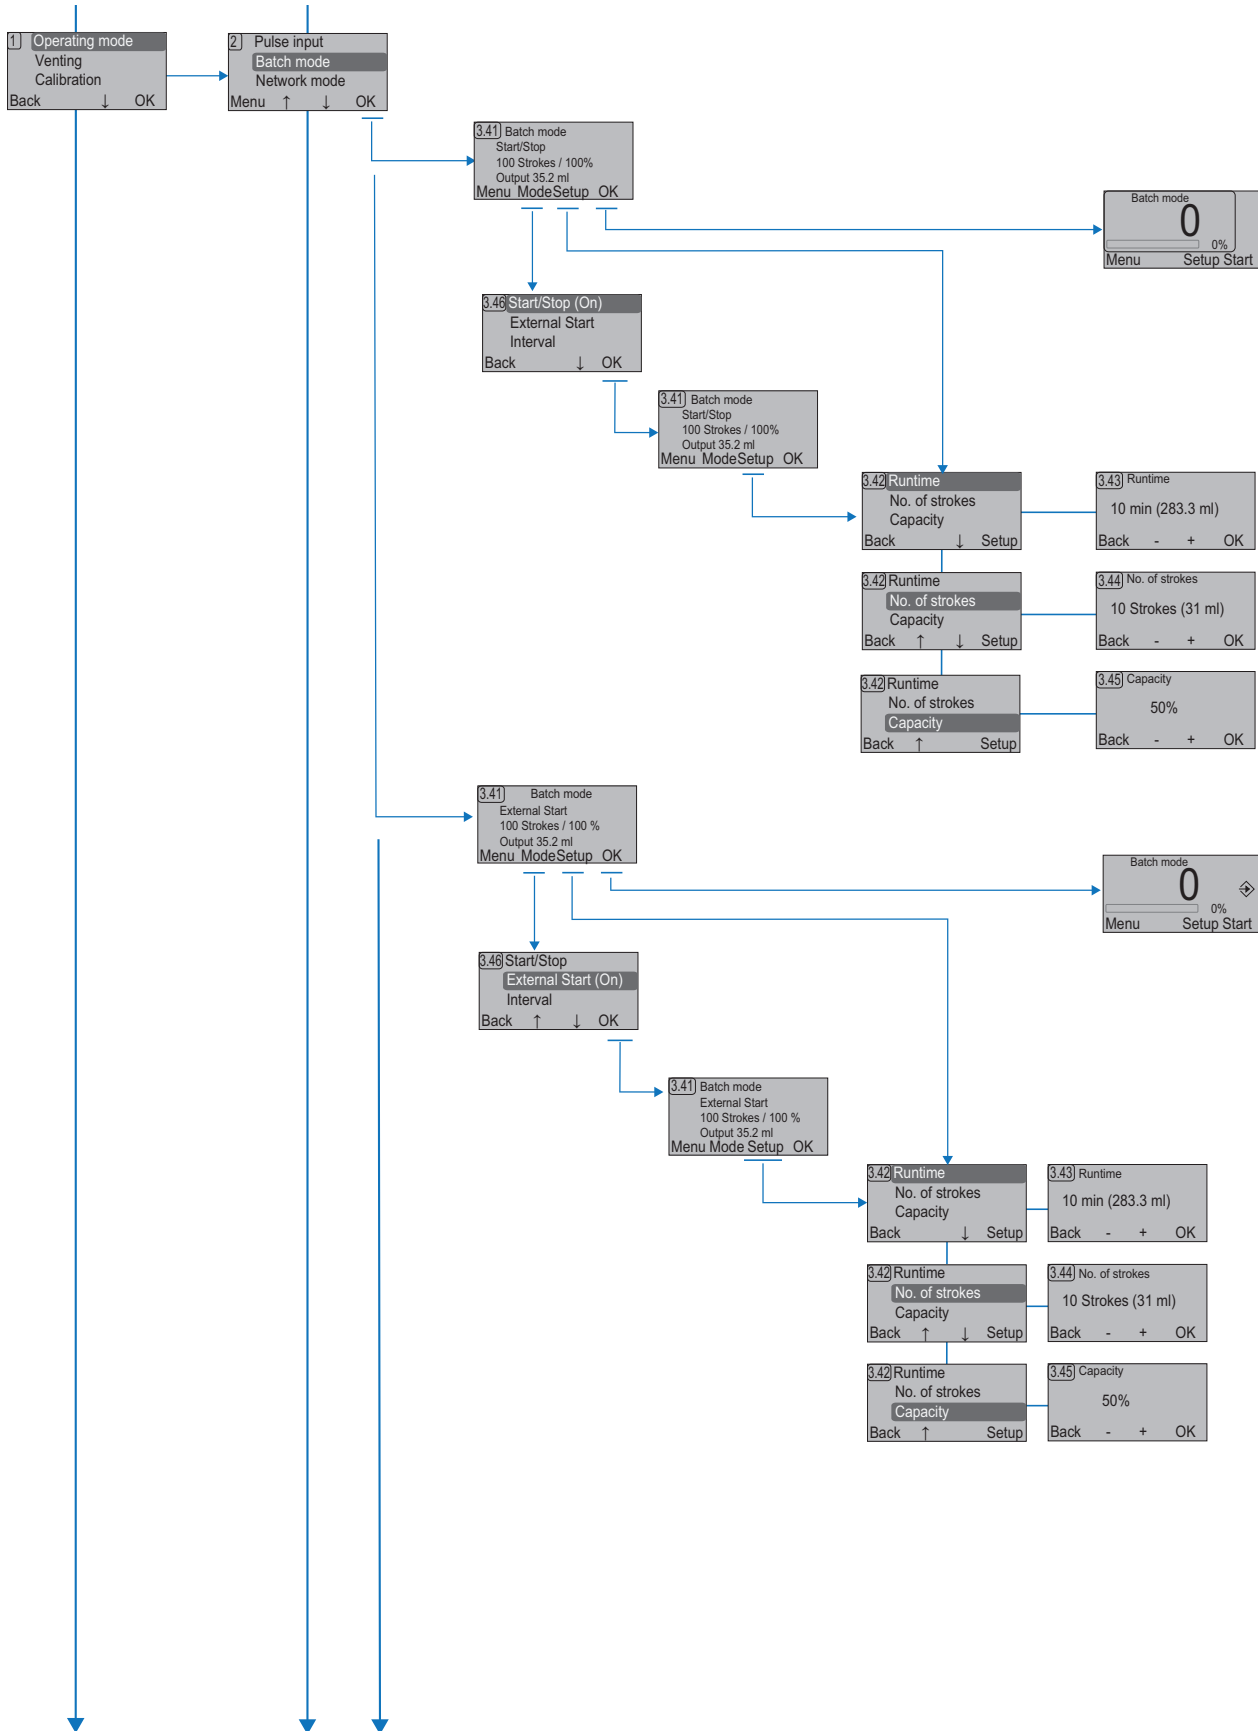 1 Operating mode
Venting
Calibration
Back ↓ OK
2 Pulse input
Batch mode
Network mode
Menu ↑ ↓ OK
3.41 Batch mode
Start/Stop
100 Strokes / 100%
Output 35.2 ml
Menu Mode Setup OK
Batch mode
0
0%
Menu Setup Start
3.46 Start/Stop (On)
External Start
Interval
Back ↓ OK
3.41 Batch mode
Start/Stop
100 Strokes / 100%
Output 35.2 ml
Menu Mode Setup OK
3.42 Runtime
No. of strokes
Capacity
Back ↓ Setup
3.43 Runtime
10 min (283.3 ml)
Back - + OK
3.42 Runtime
No. of strokes
Capacity
Back ↑ ↓ Setup
3.44 No. of strokes
10 Strokes (31 ml)
Back - + OK
3.42 Runtime
No. of strokes
Capacity
Back ↑ Setup
3.45 Capacity
50%
Back - + OK
3.41 Batch mode
External Start
100 Strokes / 100 %
Output 35.2 ml
Menu Mode Setup OK
Batch mode
0
0%
Menu Setup Start
3.46 Start/Stop
External Start (On)
Interval
Back ↑ ↓ OK
3.41 Batch mode
External Start
100 Strokes / 100 %
Output 35.2 ml
Menu Mode Setup OK
3.42 Runtime
No. of strokes
Capacity
Back ↓ Setup
3.43 Runtime
10 min (283.3 ml)
Back - + OK
3.42 Runtime
No. of strokes
Capacity
Back ↑ ↓ Setup
3.44 No. of strokes
10 Strokes (31 ml)
Back - + OK
3.42 Runtime
No. of strokes
Capacity
Back ↑ Setup
3.45 Capacity
50%
Back - + OK